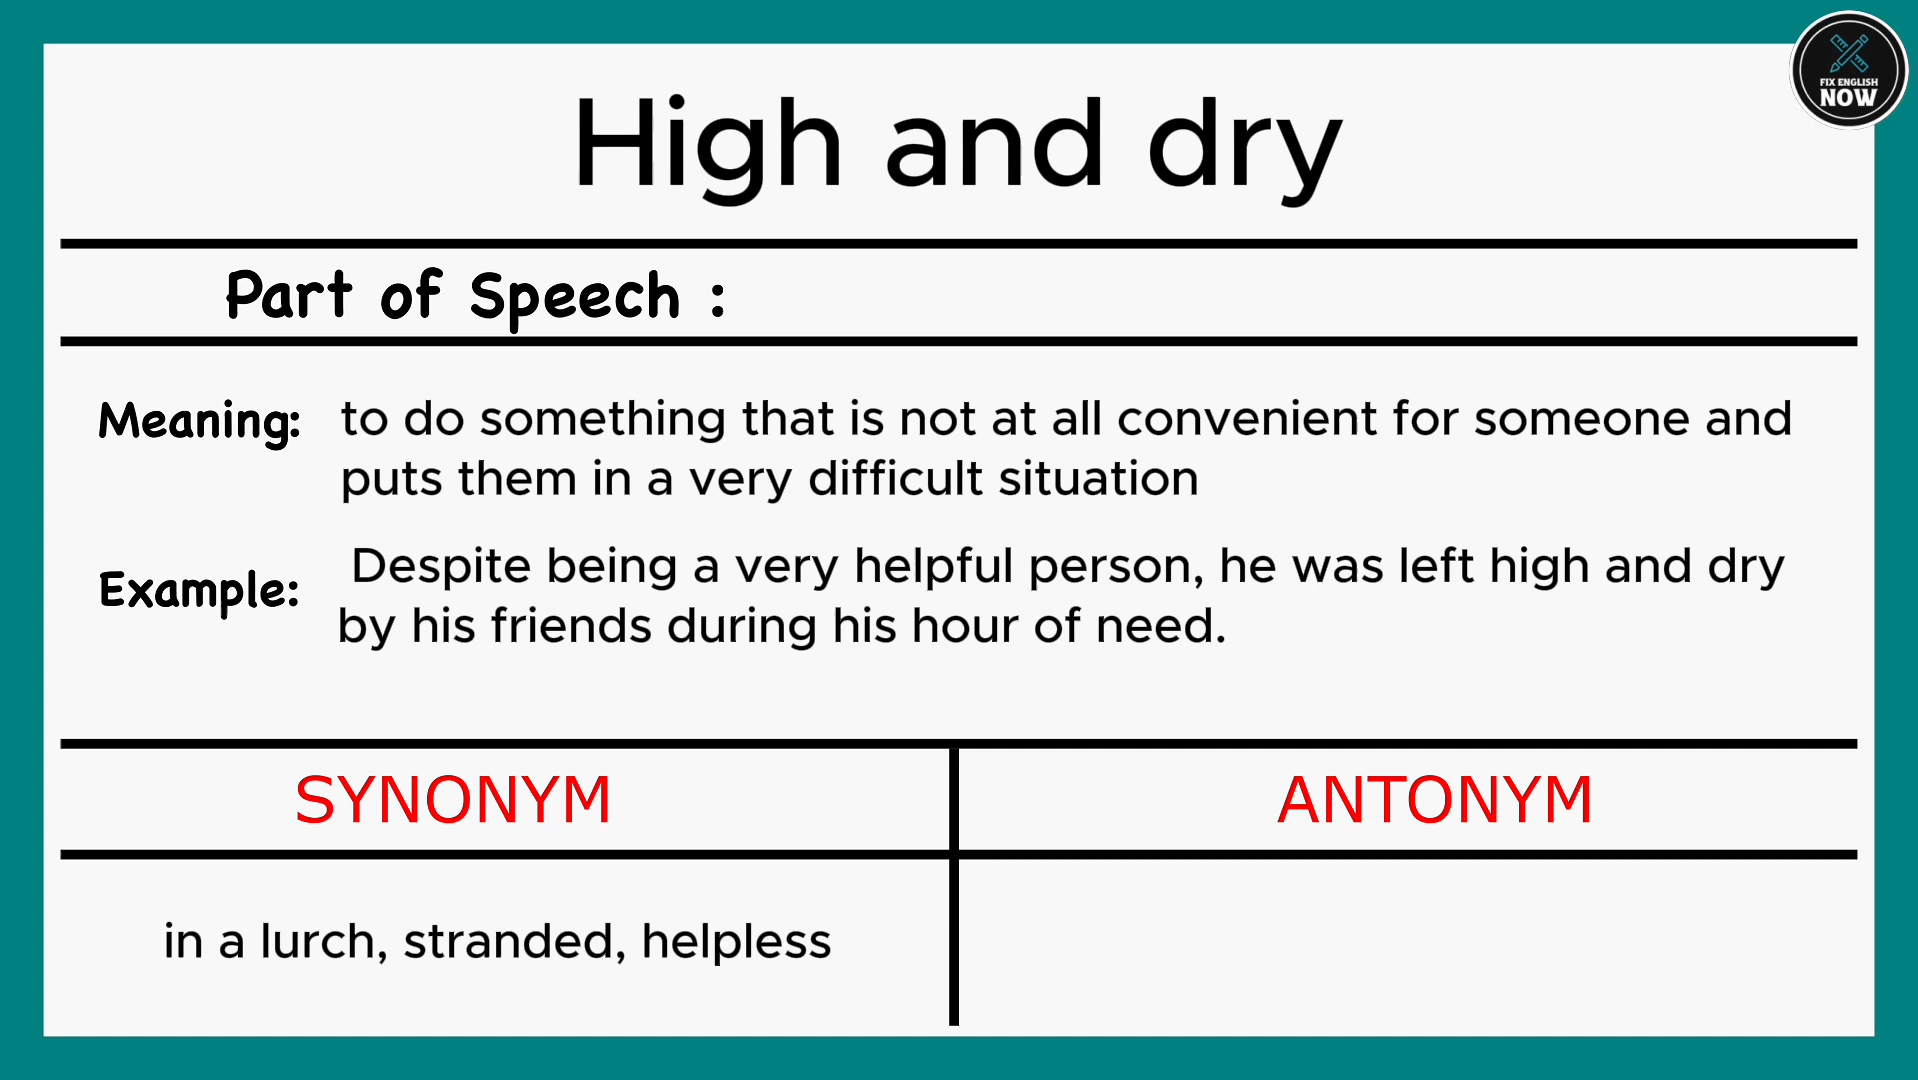 FIX ENGLISH
NOW
High and dry
Part of Speech :
Meaning: to do something that is not at all convenient for someone and
puts them in a very difficult situation
Example: Despite being a very helpful person, he was left high and dry
by his friends during his hour of need.
SYNONYM
ANTONYM
in a lurch, stranded, helpless